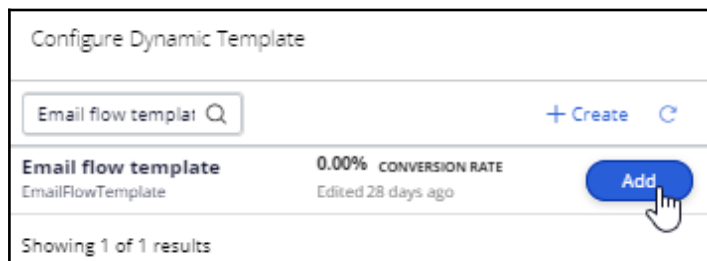 Configure Dynamic Template
Email flow templat
+ Create
Email flow template 0.00% CONVERSION RATE
Add
EmailFlowTemplate Edited 28 days ago
Showing 1 of 1 results